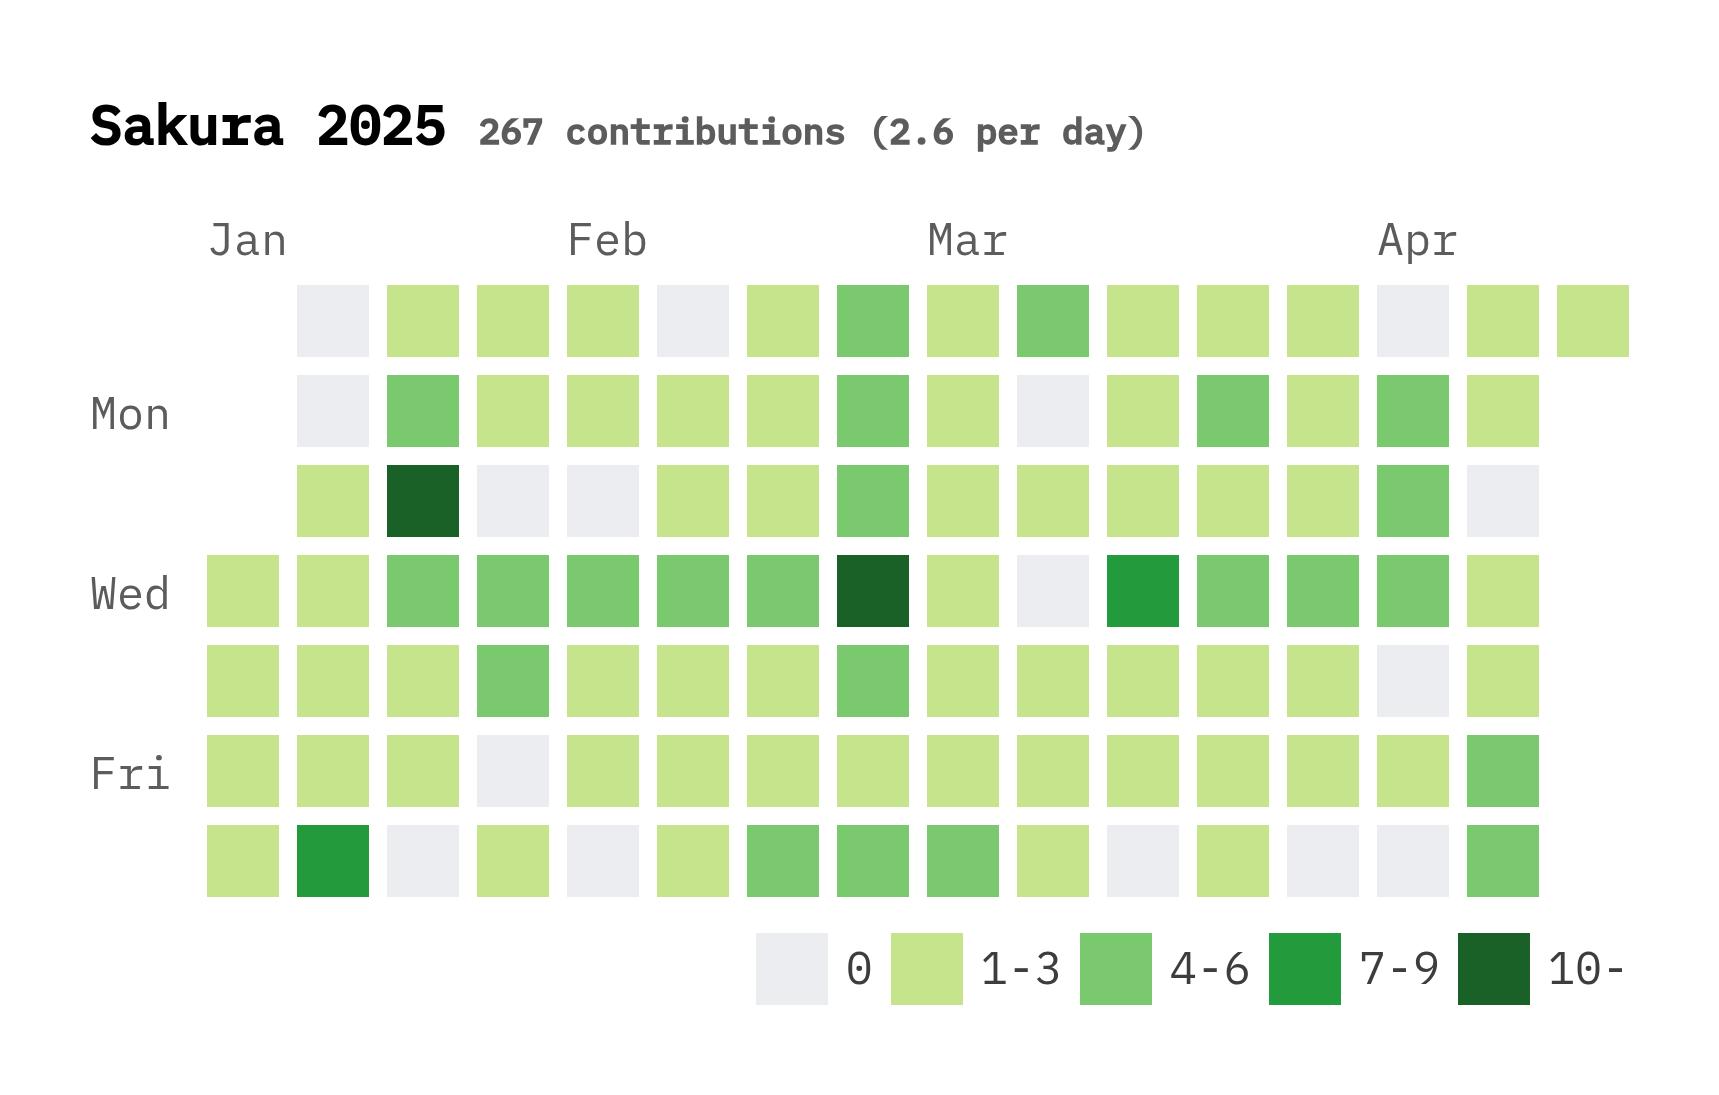 Sakura 2025 267 contributions (2.6 per day)
Jan Feb Mar Apr
Mon
Wed
Fri
0 1-3 4-6 7-9 10-